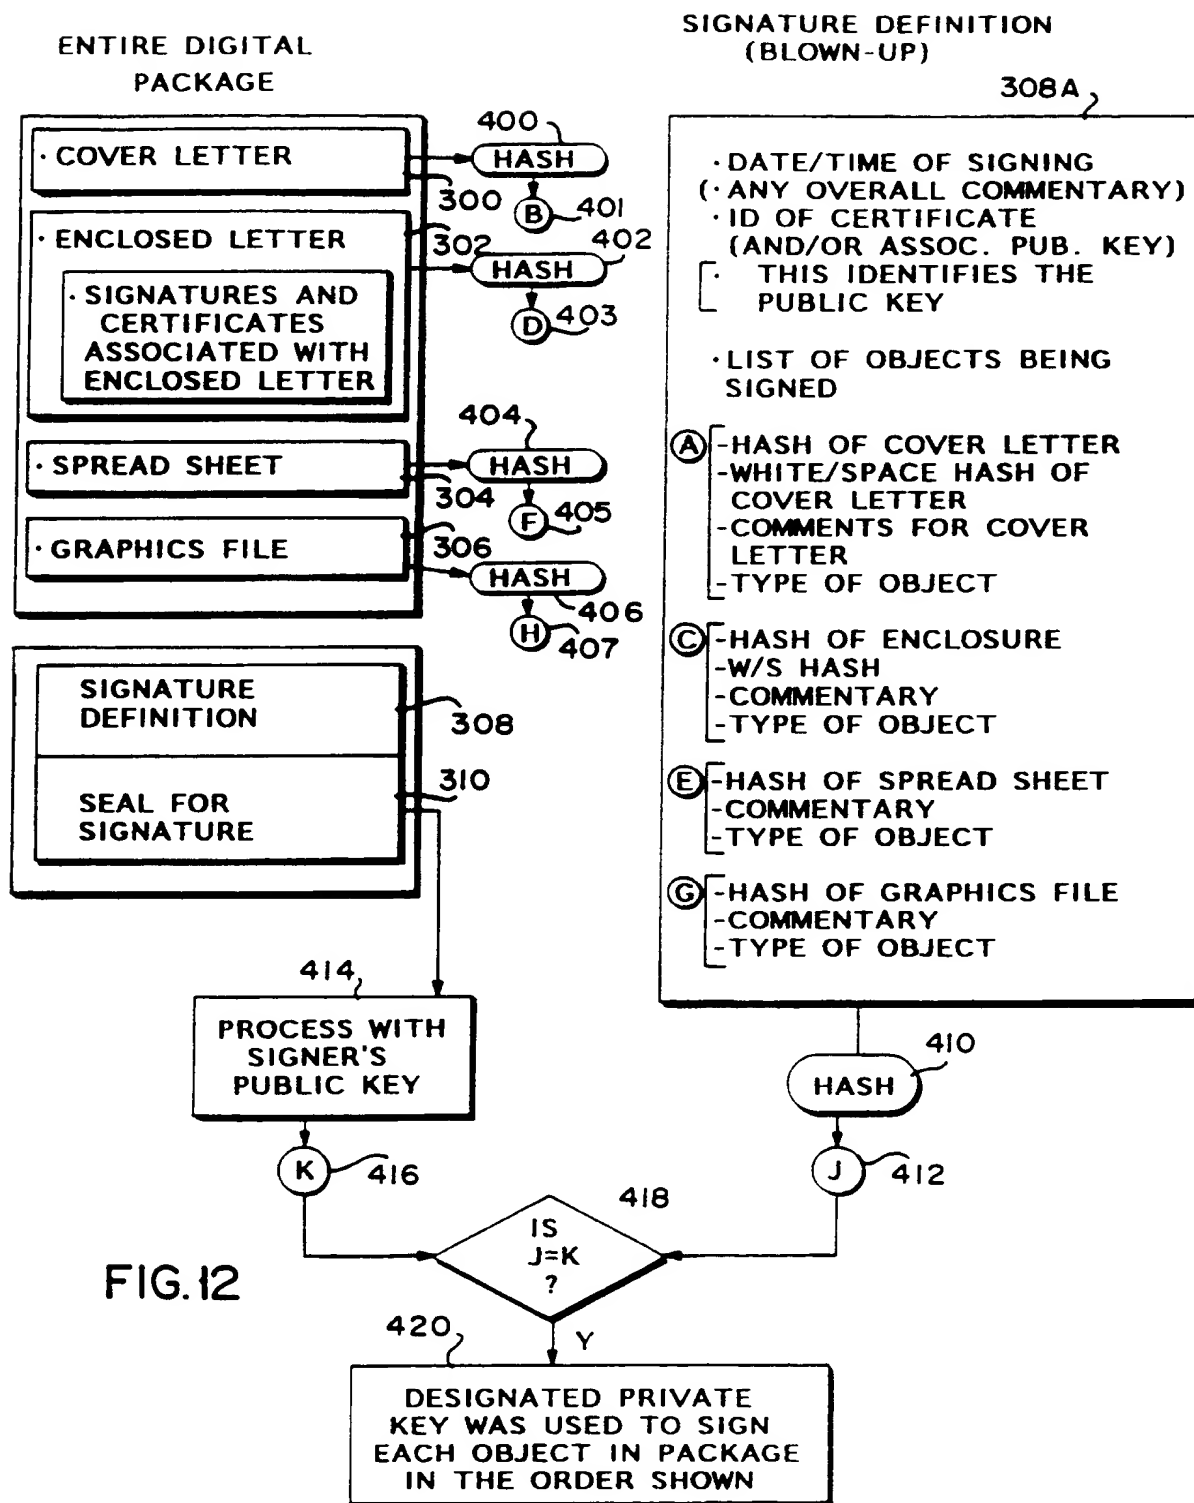 ENTIRE DIGITAL
PACKAGE
· COVER LETTER
300
400
HASH
B
401
· ENCLOSED LETTER
302
402
HASH
D
403
· SIGNATURES AND
CERTIFICATES
ASSOCIATED WITH
ENCLOSED LETTER
· SPREAD SHEET
304
404
HASH
F
405
· GRAPHICS FILE
306
HASH
406
H
407
SIGNATURE
DEFINITION
308
SEAL FOR
SIGNATURE
310
SIGNATURE DEFINITION
(BLOWN-UP)
308A
· DATE/TIME OF SIGNING
(· ANY OVERALL COMMENTARY)
· ID OF CERTIFICATE
(AND/OR ASSOC. PUB. KEY)
· THIS IDENTIFIES THE
PUBLIC KEY
· LIST OF OBJECTS BEING
SIGNED
A
-HASH OF COVER LETTER
-WHITE/SPACE HASH OF
COVER LETTER
-COMMENTS FOR COVER
LETTER
-TYPE OF OBJECT
C
-HASH OF ENCLOSURE
-W/S HASH
-COMMENTARY
-TYPE OF OBJECT
E
-HASH OF SPREAD SHEET
-COMMENTARY
-TYPE OF OBJECT
G
-HASH OF GRAPHICS FILE
-COMMENTARY
-TYPE OF OBJECT
414
PROCESS WITH
SIGNER'S
PUBLIC KEY
410
HASH
K
416
J
412
418
IS
J=K
?
FIG.12
420
Y
DESIGNATED PRIVATE
KEY WAS USED TO SIGN
EACH OBJECT IN PACKAGE
IN THE ORDER SHOWN